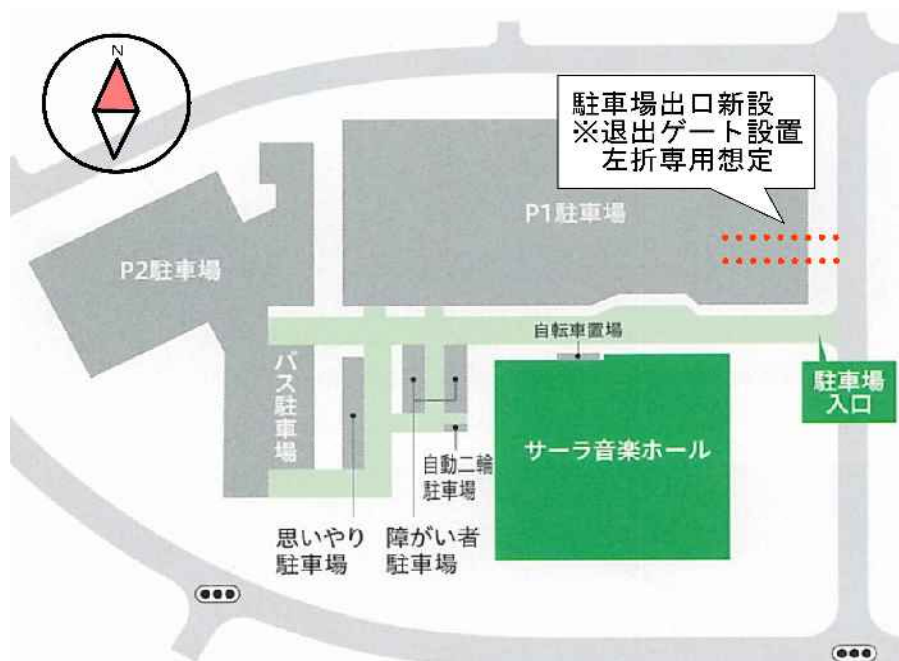 N
駐車場出口新設
※退出ゲート設置
左折専用想定
P1駐車場
P2駐車場
自転車置場
駐車場
入口
バス駐車場
サーラ音楽ホール
自動二輪
駐車場
思いやり
駐車場
障がい者
駐車場